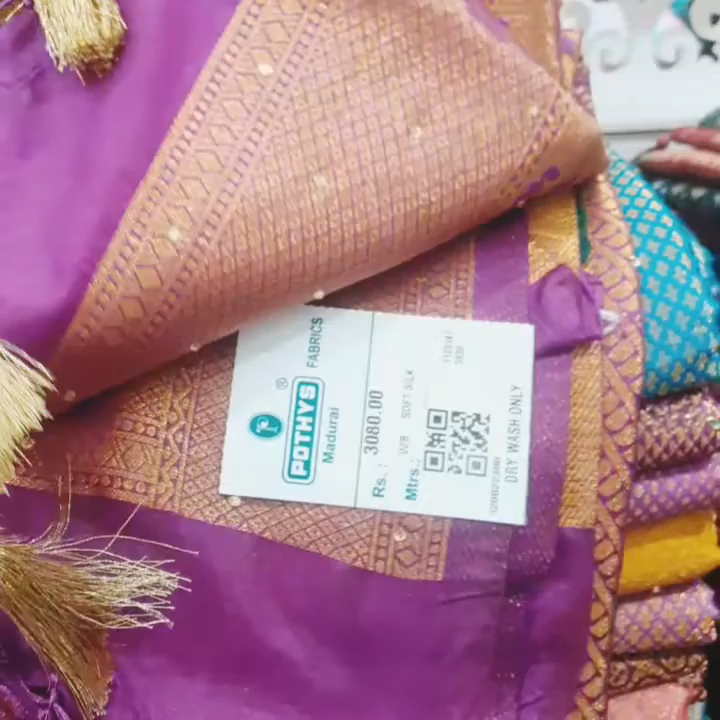 POTHYS ®
Madurai
FABRICS
Rs. : 3080.00
W/B SOFT SILK
Mtrs.:
DRY WASH ONLY